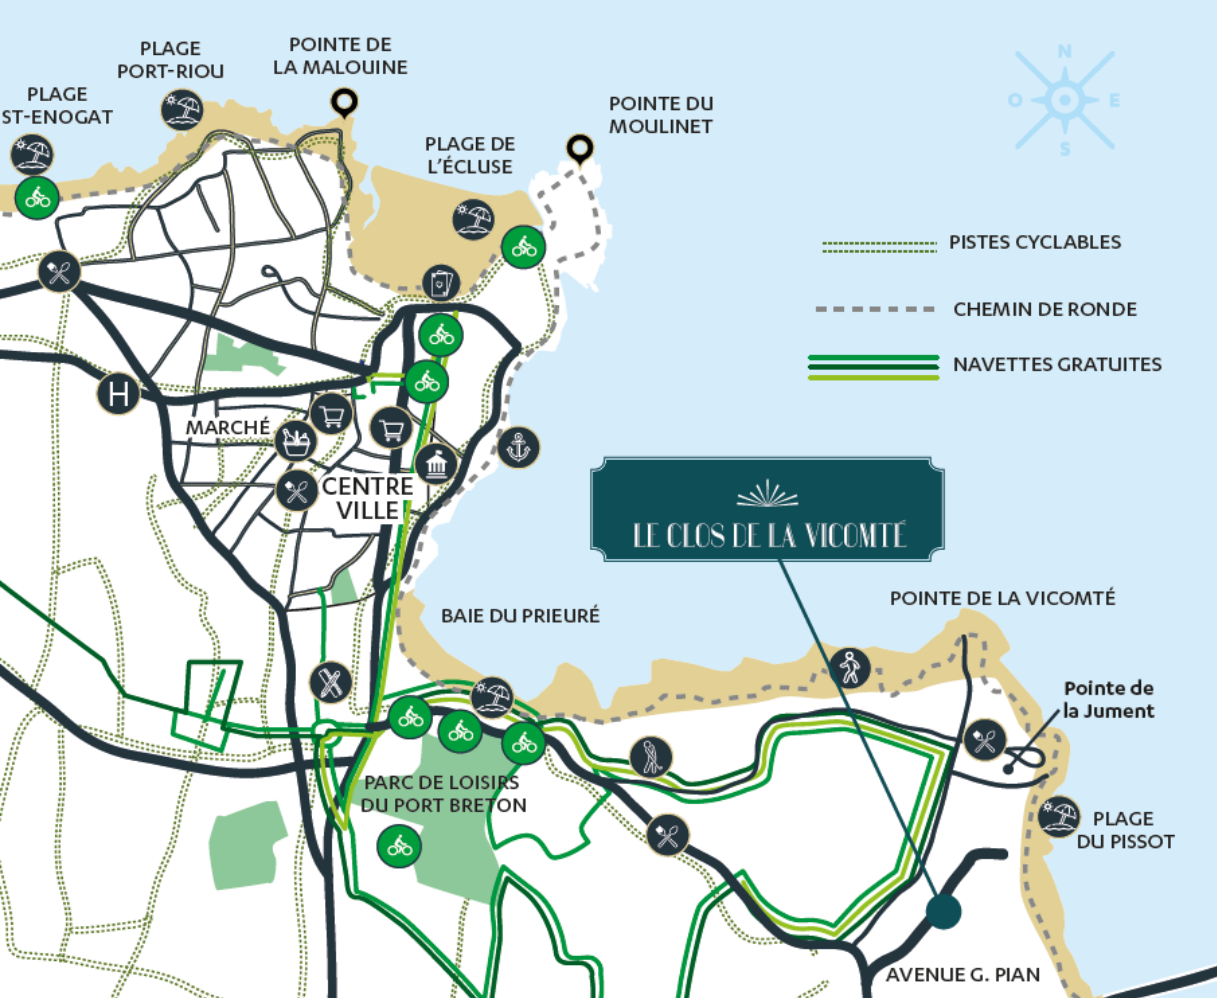 PLAGE
PORT-RIOU
POINTE DE
LA MALOUINE
PLAGE
ST-ENOGAT
POINTE DU
MOULINET
PLAGE DE
L'ÉCLUSE
N
O
E
S
PISTES CYCLABLES
CHEMIN DE RONDE
NAVETTES GRATUITES
H
MARCHÉ
CENTRE
VILLE
LE CLOS DE LA VICOMTÉ
BAIE DU PRIEURÉ
POINTE DE LA VICOMTÉ
Pointe de
la Jument
PARC DE LOISIRS
DU PORT BRETON
PLAGE
DU PISSOT
AVENUE G. PIAN